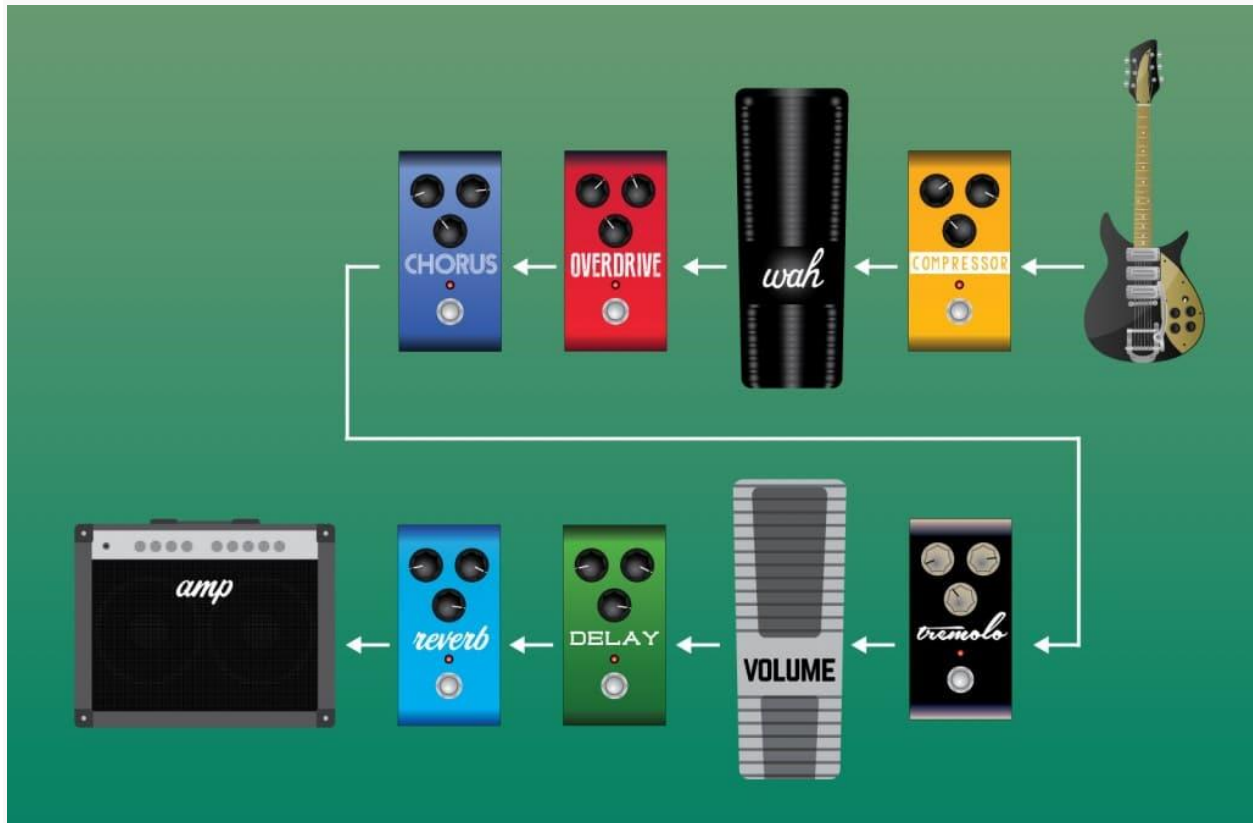 CHORUS
OVERDRIVE
wah
COMPRESSOR
amp
reverb
DELAY
VOLUME
tremolo